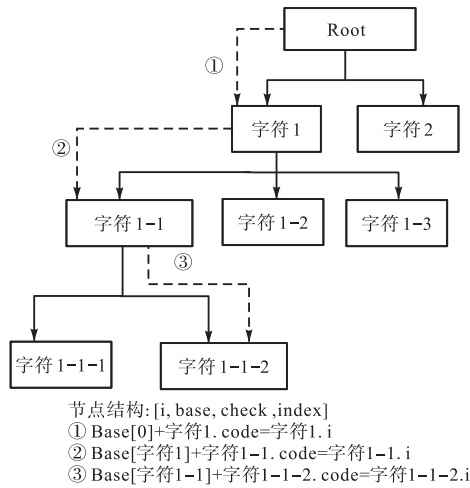 Root
①
字符1
字符2
②
字符1-1
字符1-2
字符1-3
③
字符1-1-1
字符1-1-2
节点结构:[i, base, check ,index]
① Base[0]+字符1. code=字符1. i
② Base[字符1]+字符1-1. code=字符1-1. i
③ Base[字符1-1]+字符1-1-2. code=字符1-1-2.i